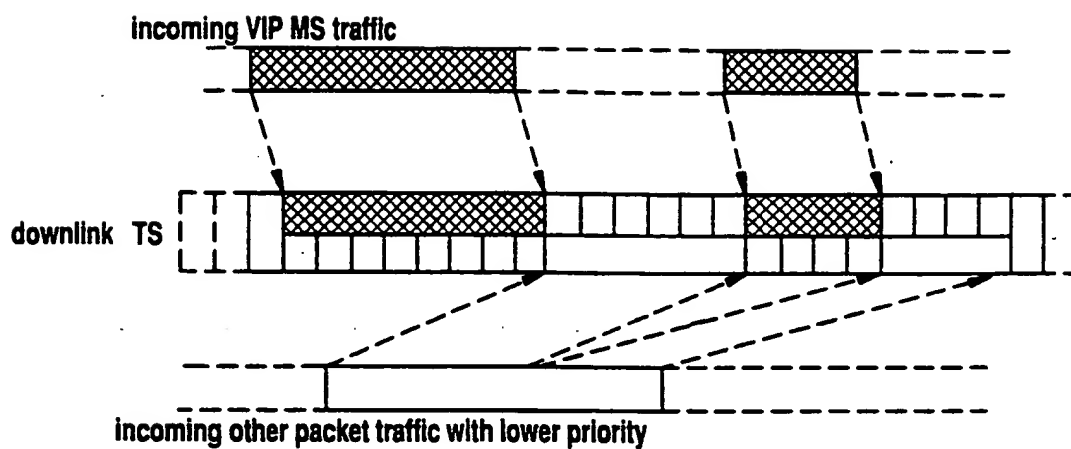 incoming VIP MS traffic
downlink TS
incoming other packet traffic with lower priority